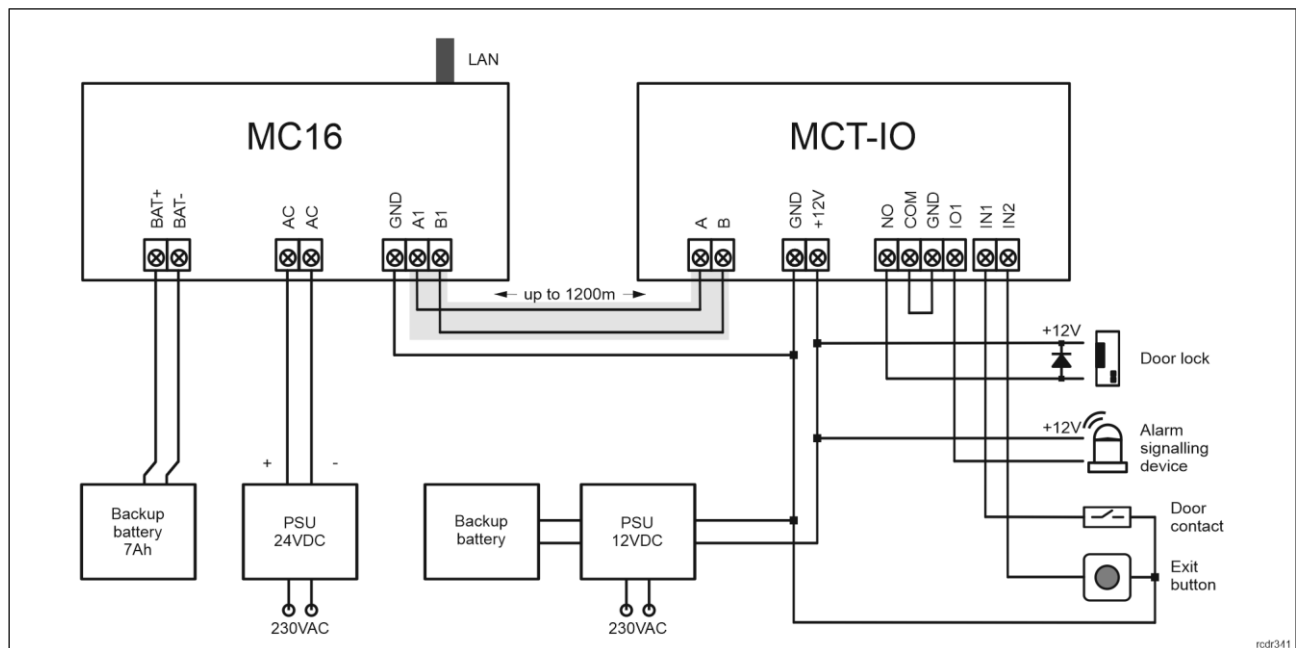 LAN
MC16
MCT-IO
BAT+
BAT-
AC
AC
GND
A1
B1
A
B
GND
+12V
NO
COM
GND
IO1
IN1
IN2
up to 1200m
+12V
Door lock
+12V
Alarm
signalling
device
+
-
Backup
battery
7Ah
PSU
24VDC
Backup
battery
PSU
12VDC
Door
contact
Exit
button
230VAC
230VAC
rcdr341